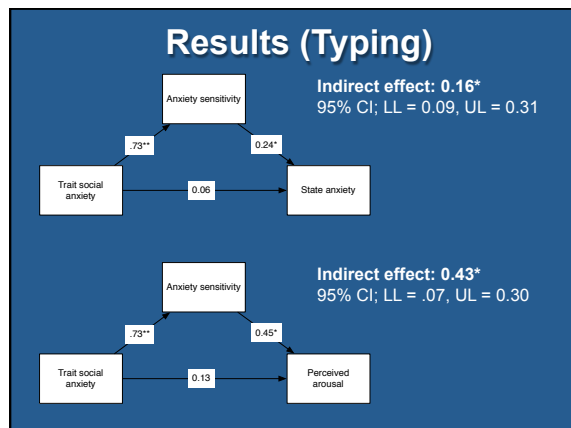 Results (Typing)
Anxiety sensitivity
Indirect effect: 0.16*
95% CI; LL = 0.09, UL = 0.31
.73**
0.24*
Trait social
anxiety
0.06
State anxiety
Anxiety sensitivity
Indirect effect: 0.43*
95% CI; LL = .07, UL = 0.30
.73**
0.45*
Trait social
anxiety
0.13
Perceived
arousal